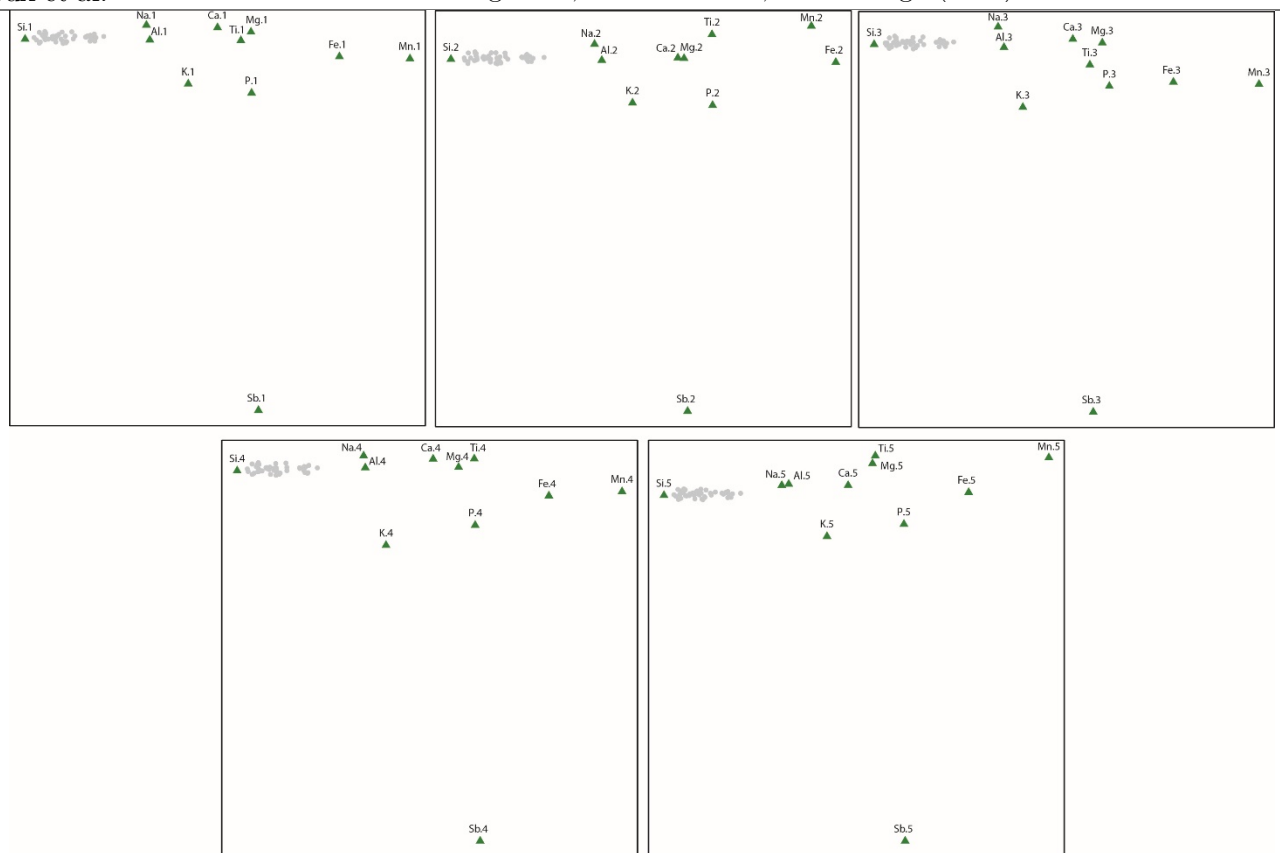 Na.1 Ca.1 Mg.1
Si.1 Al.1 Ti.1
Fe.1 Mn.1
K.1 P.1
Sb.1
Ti.2 Mn.2
Na.2
Si.2 Al.2 Ca.2 Mg.2 Fe.2
K.2 P.2
Sb.2
Na.3 Ca.3 Mg.3
Si.3 Al.3
Ti.3
P.3 Fe.3 Mn.3
K.3
Sb.3
Na.4 Ca.4 Ti.4
Si.4 Al.4 Mg.4
Fe.4 Mn.4
P.4
K.4
Sb.4
Ti.5 Mn.5
Mg.5
Si.5 Na.5 Al.5 Ca.5 Fe.5
K.5 P.5
Sb.5